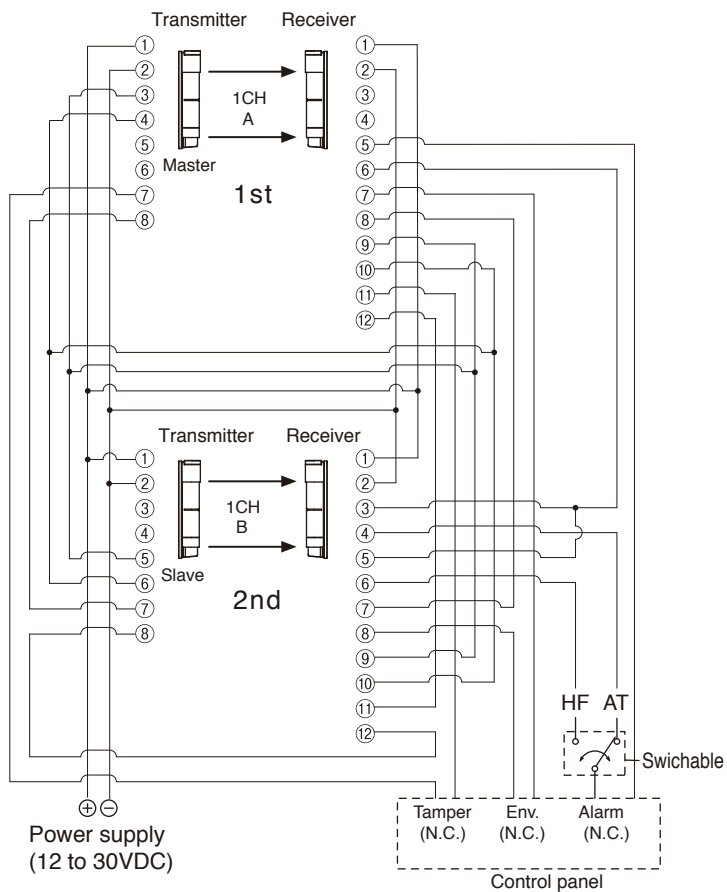 Transmitter Receiver
① ①
② ②
③ ③
④ ④
⑤ ⑤
⑥ ⑥
⑦ ⑦
⑧ ⑧
⑨
⑩
⑪
⑫
1CH
A
Master
1st
Transmitter Receiver
① ①
② ②
③ ③
④ ④
⑤ ⑤
⑥ ⑥
⑦ ⑦
⑧ ⑧
⑨
⑩
⑪
⑫
1CH
B
Slave
2nd
HF AT
Swichable
⊕ ⊖
Power supply
(12 to 30VDC)
Tamper Env. Alarm
(N.C.) (N.C.) (N.C.)
Control panel